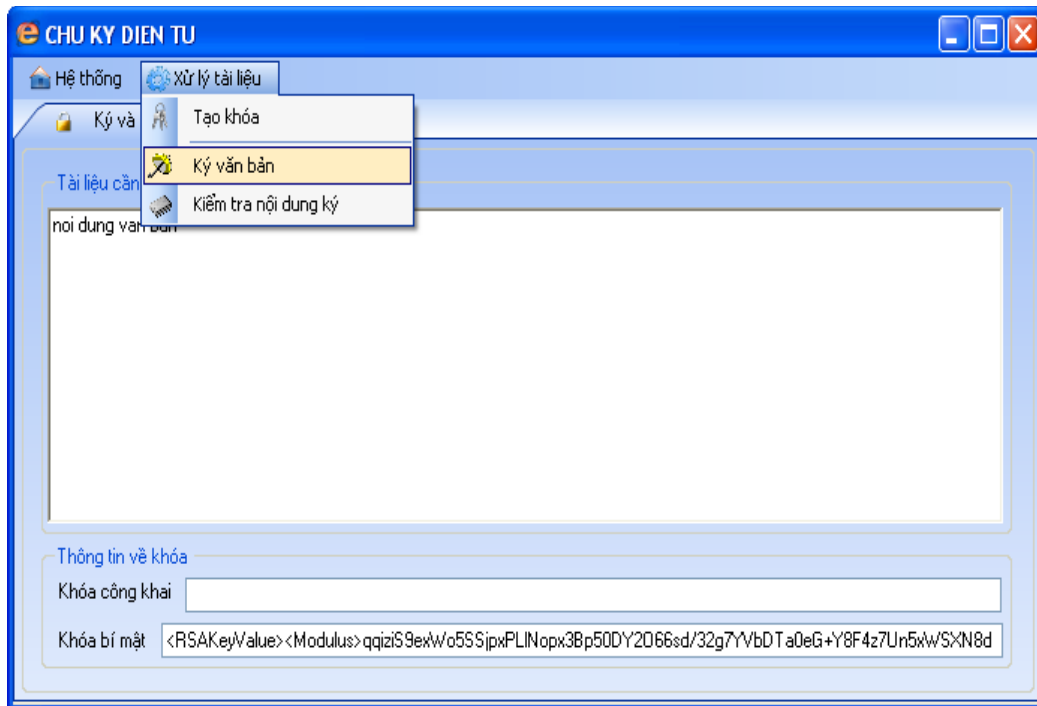 CHU KY DIEN TU
Hệ thống Xử lý tài liệu
Ký và
Tạo khóa
Ký văn bản
Kiểm tra nội dung ký
Tài liệu cần
noi dung van ban
Thông tin về khóa
Khóa công khai
Khóa bí mật <RSAKeyValue><Modulus>qqiziS9exWo5SSjpxPLlNopx3Bp50DY2O66sd/32g7YVbDTa0eG+Y8F4z7Un5xWSXN8d